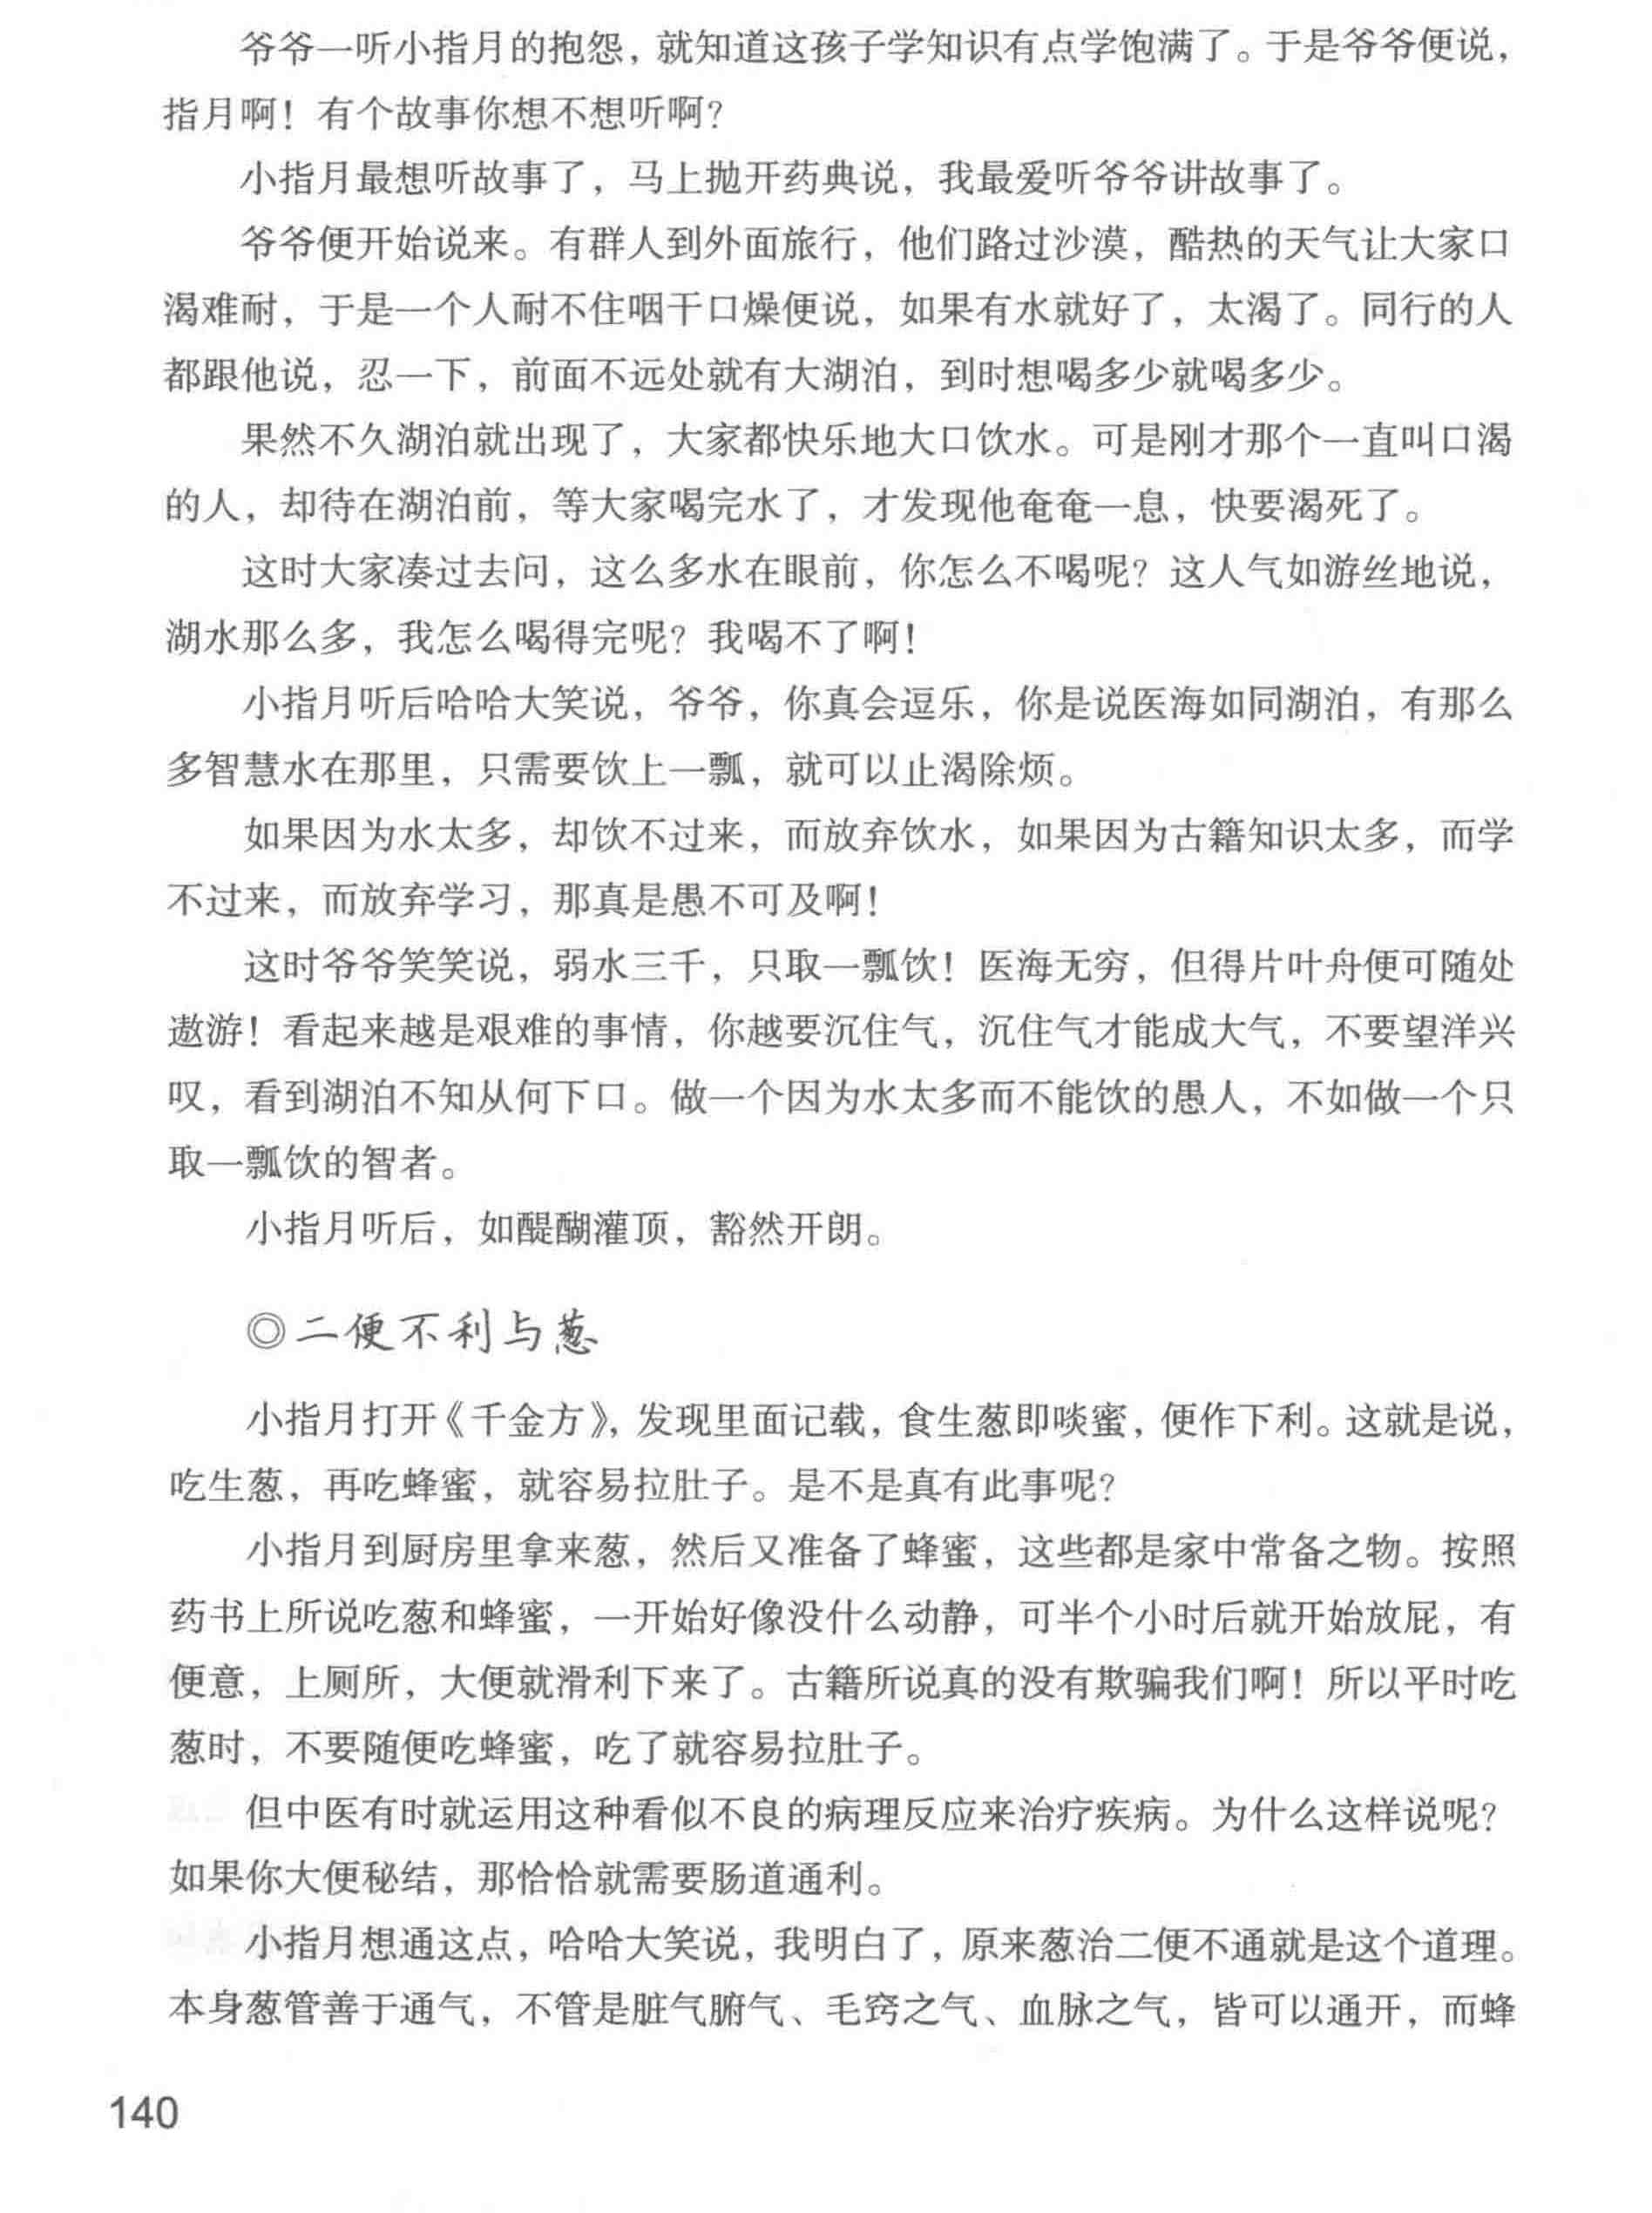 爷爷一听小指月的抱怨，就知道这孩子学知识有点学饱满了。于是爷爷便说，
指月啊！有个故事你想不想听啊？
小指月最想听故事了，马上抛开药典说，我最爱听爷爷讲故事了。
爷爷便开始说来。有群人到外面旅行，他们路过沙漠，酷热的天气让大家口
渴难耐，于是一个人耐不住咽干口燥便说，如果有水就好了，太渴了。同行的人
都跟他说，忍一下，前面不远处就有大湖泊，到时想喝多少就喝多少。
果然不久湖泊就出现了，大家都快乐地大口饮水。可是刚才那个一直叫口渴
的人，却待在湖泊前，等大家喝完水了，才发现他奄奄一息，快要渴死了。
这时大家凑过去问，这么多水在眼前，你怎么不喝呢？这人气如游丝地说，
湖水那么多，我怎么喝得完呢？我喝不了啊！
小指月听后哈哈大笑说，爷爷，你真会逗乐，你是说医海如同湖泊，有那么
多智慧水在那里，只需要饮上一瓢，就可以止渴除烦。
如果因为水太多，却饮不过来，而放弃饮水，如果因为古籍知识太多，而学
不过来，而放弃学习，那真是愚不可及啊！
这时爷爷笑笑说，弱水三千，只取一瓢饮！医海无穷，但得片叶舟便可随处
遨游！看起来越是艰难的事情，你越要沉住气，沉住气才能成大气，不要望洋兴
叹，看到湖泊不知从何下口。做一个因为水太多而不能饮的愚人，不如做一个只
取一瓢饮的智者。
小指月听后，如醍醐灌顶，豁然开朗。
◎二便不利与葱
小指月打开《千金方》，发现里面记载，食生葱即啖蜜，便作下利。这就是说，
吃生葱，再吃蜂蜜，就容易拉肚子。是不是真有此事呢？
小指月到厨房里拿来葱，然后又准备了蜂蜜，这些都是家中常备之物。按照
药书上所说吃葱和蜂蜜，一开始好像没什么动静，可半个小时后就开始放屁，有
便意，上厕所，大便就滑利下来了。古籍所说真的没有欺骗我们啊！所以平时吃
葱时，不要随便吃蜂蜜，吃了就容易拉肚子。
但中医有时就运用这种看似不良的病理反应来治疗疾病。为什么这样说呢？
如果你大便秘结，那恰恰就需要肠道通利。
小指月想通这点，哈哈大笑说，我明白了，原来葱治二便不通就是这个道理。
本身葱管善于通气，不管是脏气腑气、毛窍之气、血脉之气，皆可以通开，而蜂
140